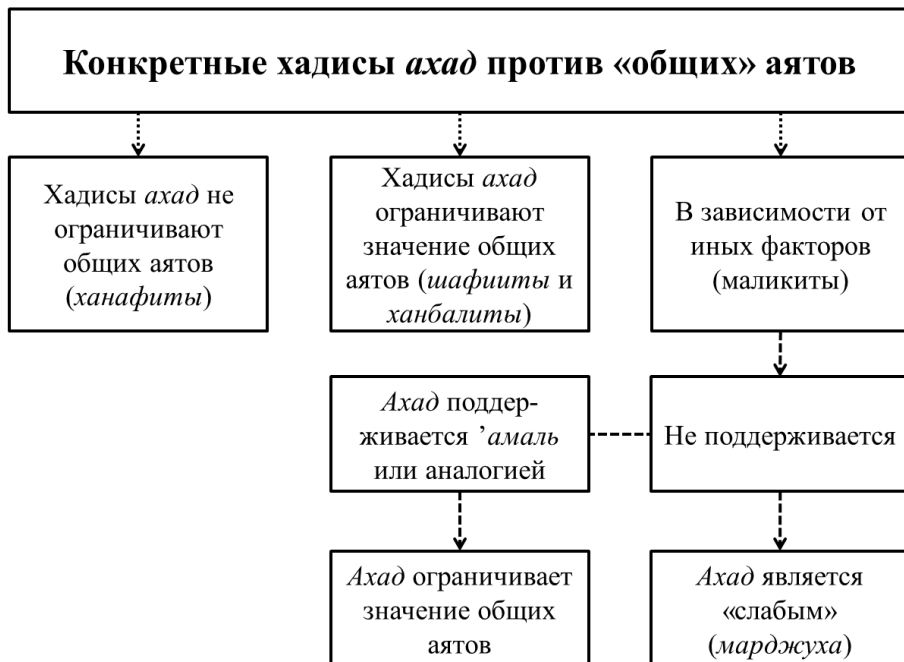 Конкретные хадисы ахад против «общих» аятов
Хадисы ахад не
ограничивают
общих аятов
(ханафиты)
Хадисы ахад
ограничивают
значение общих
аятов (шафииты и
ханбалиты)
В зависимости от
иных факторов
(маликиты)
Ахад поддер-
живается ’амаль
или аналогией
Не поддерживается
Ахад ограничивает
значение общих
аятов
Ахад является
«слабым»
(марджуха)